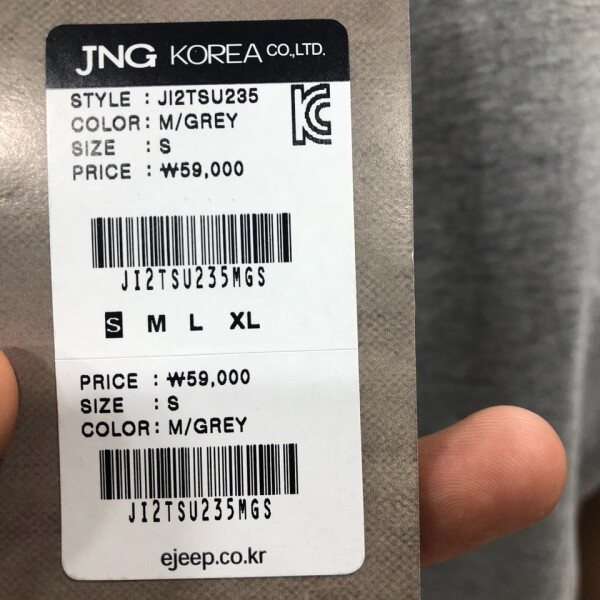 JNG KOREA CO.,LTD.
STYLE : JI2TSU235
COLOR : M/GREY
SIZE : S
PRICE : ₩59,000
JI2TSU235MGS
S M L XL
PRICE : ₩59,000
SIZE : S
COLOR : M/GREY
JI2TSU235MGS
ejeep.co.kr